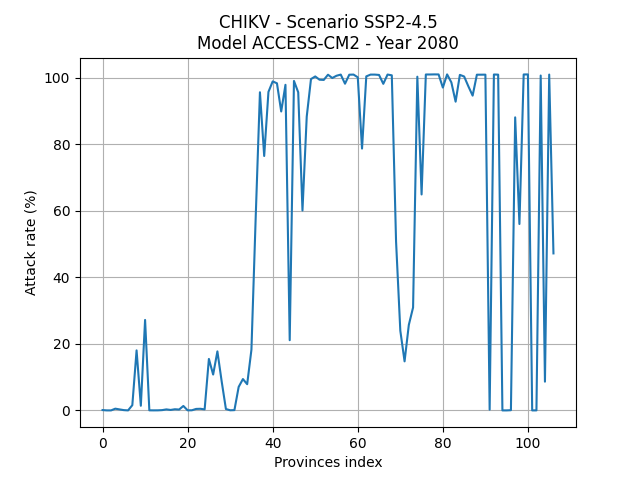 CHIKV - Scenario SSP2-4.5
Model ACCESS-CM2 - Year 2080
Attack rate (%)
100
80
60
40
20
0
0 20 40 60 80 100
Provinces index